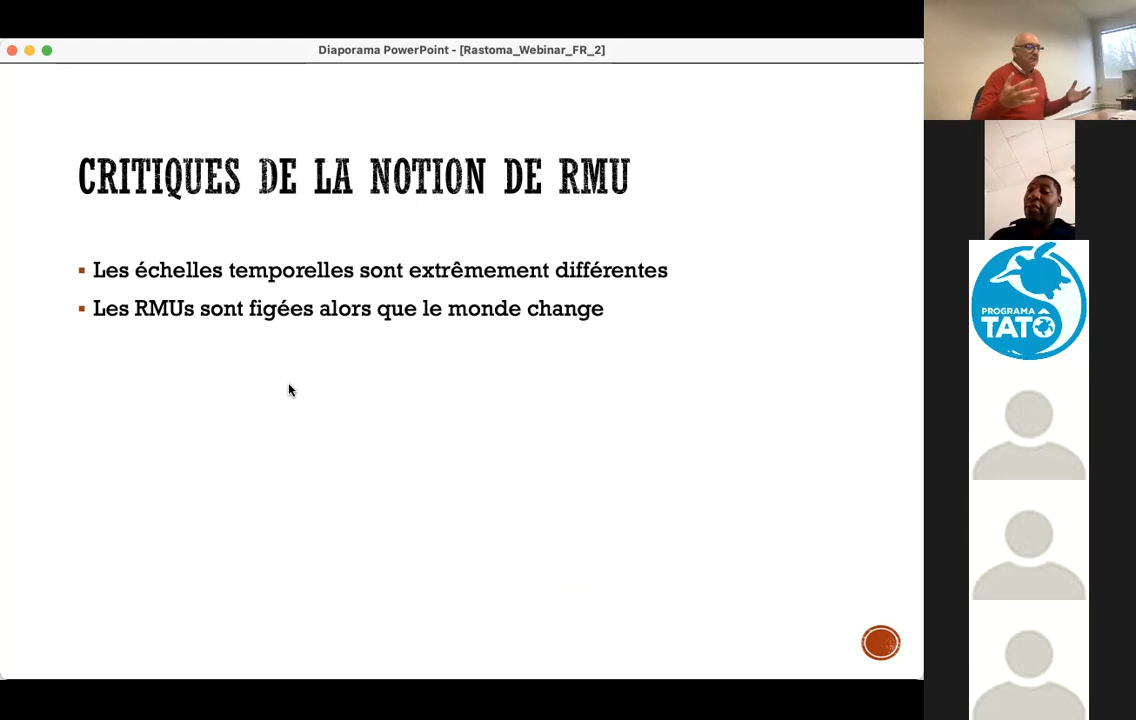 Diaporama PowerPoint - [Rastoma_Webinar_FR_2]
CRITIQUES DE LA NOTION DE RMU
Les échelles temporelles sont extrêmement différentes
Les RMUs sont figées alors que le monde change
PROGRAMA
TATÔ